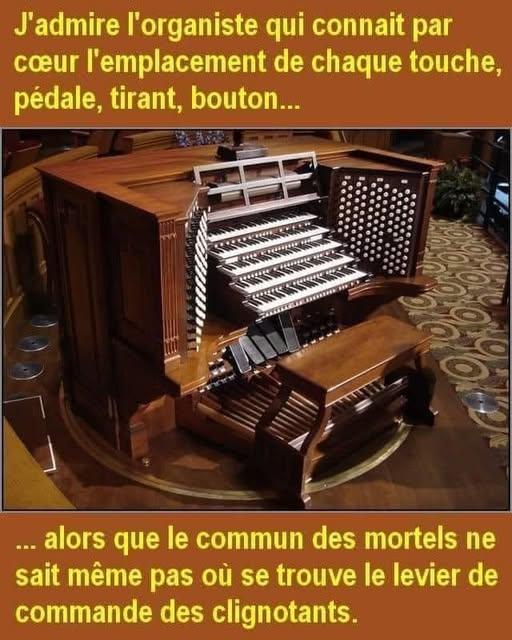 J'admire l'organiste qui connait par
cœur l'emplacement de chaque touche,
pédale, tirant, bouton...
... alors que le commun des mortels ne
sait même pas où se trouve le levier de
commande des clignotants.